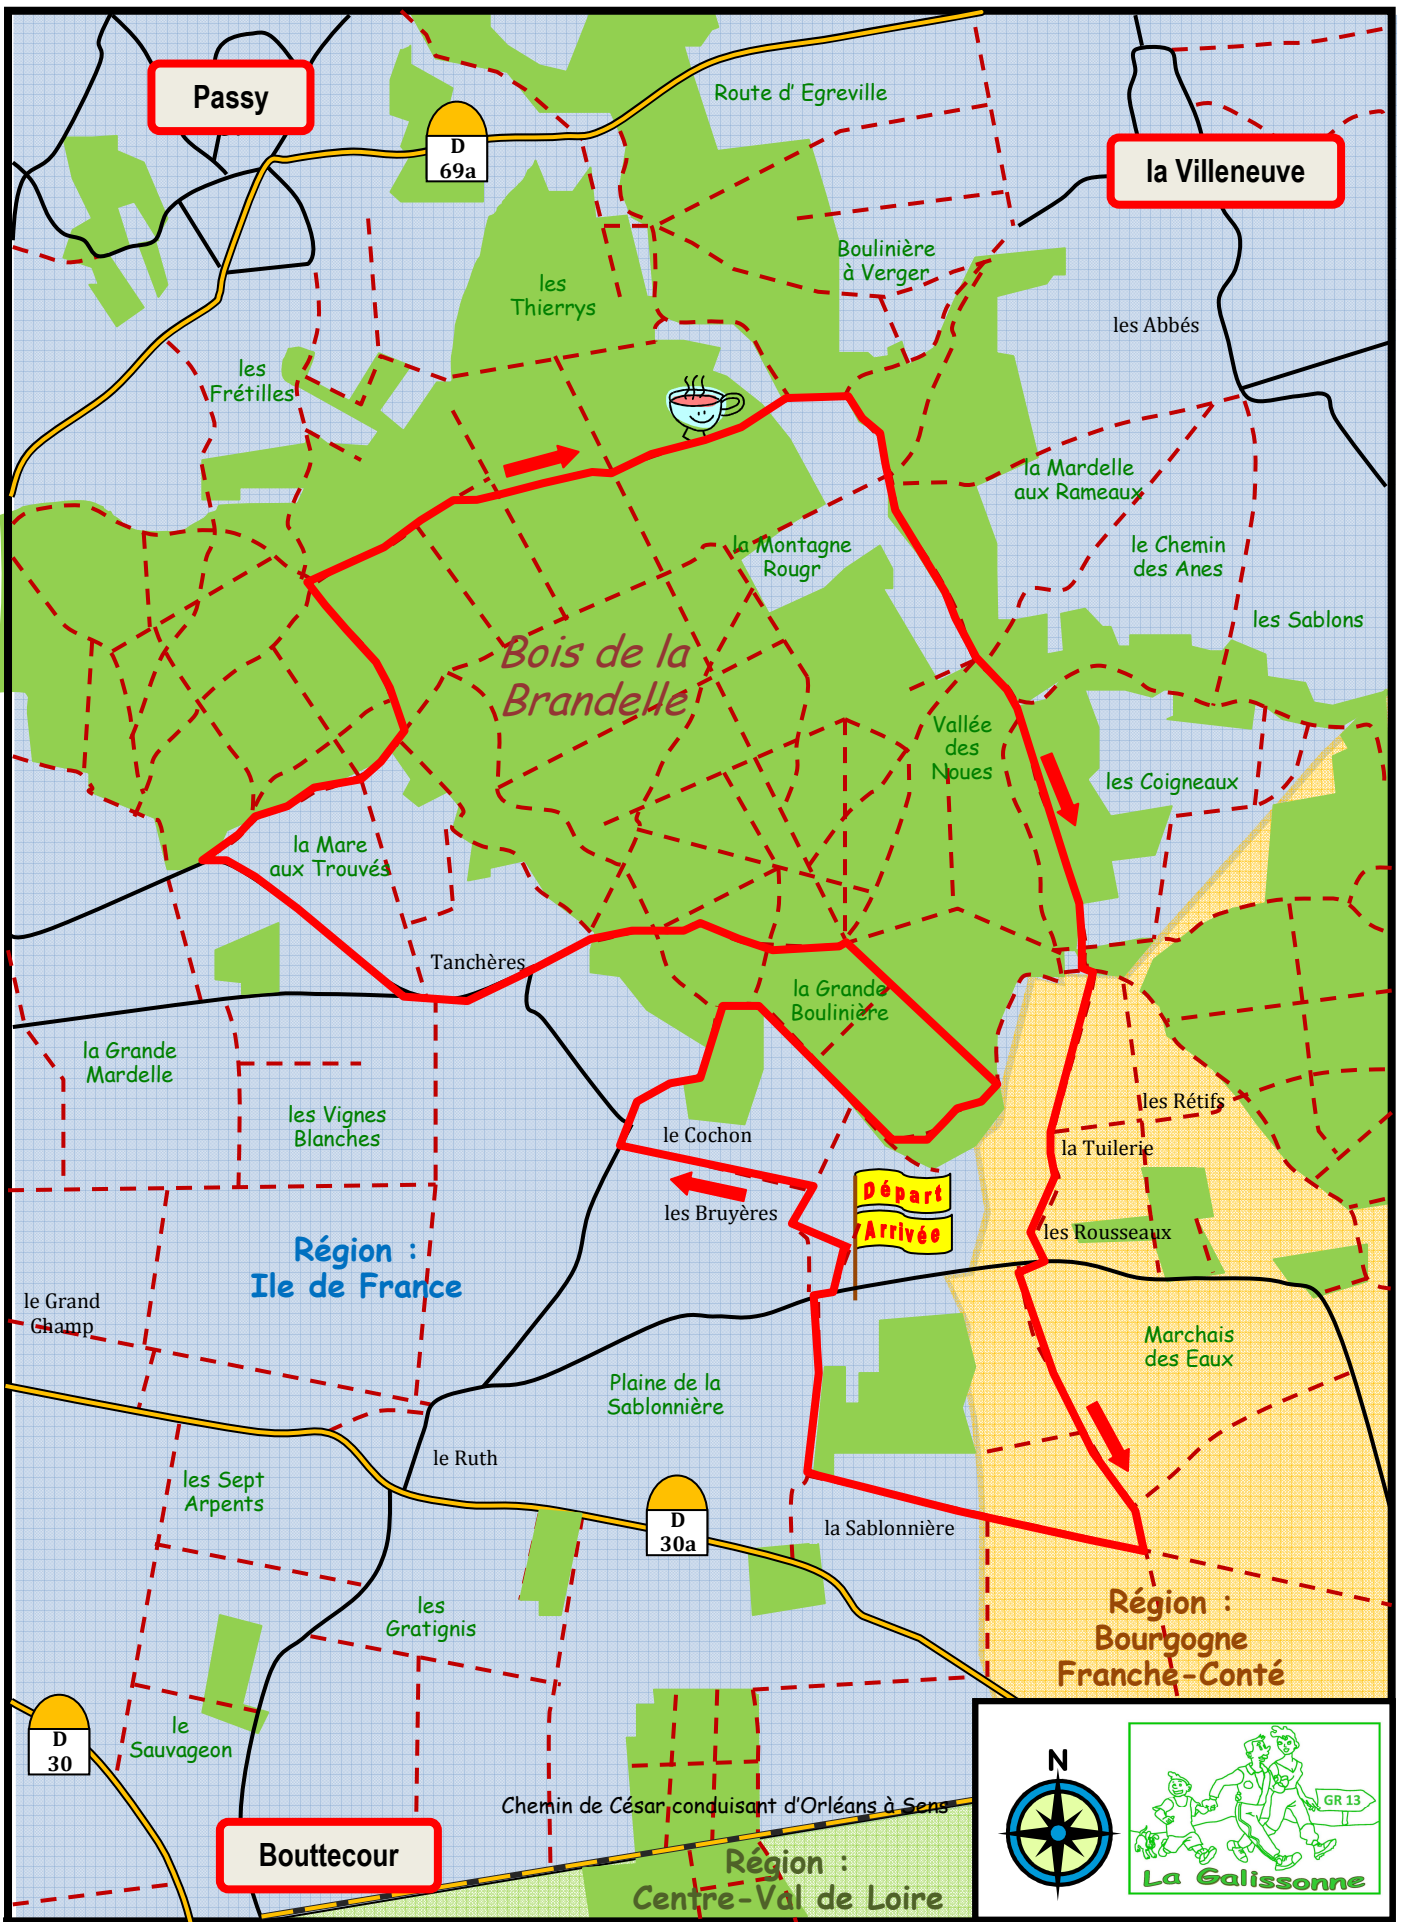 Route d' Egreville
Passy
D
69a
la Villeneuve
Boulinière
à Verger
les
Thierrys
les Abbés
les
Frétilles
la Mardelle
aux Rameaux
la Montagne
Rougr
le Chemin
des Anes
les Sablons
Bois de la
Brandelle
Vallée
des
Noues
les Coigneaux
la Mare
aux Trouvés
Tanchères
la Grande
Boulinière
la Grande
Mardelle
les Vignes
Blanches
les Rétifs
le Cochon
la Tuilerie
Départ
Arrivée
les Bruyères
les Rousseaux
Région :
Ile de France
le Grand
Champ
Marchais
des Eaux
Plaine de la
Sablonnière
le Ruth
les Sept
Arpents
D
30a
la Sablonnière
les
Gratignis
Région :
Bourgogne
Franche-Conté
D
30
le
Sauvageon
Chemin de César conduisant d'Orléans à Sens
Bouttecour
Région :
Centre-Val de Loire
N
GR 13
La Galissonne